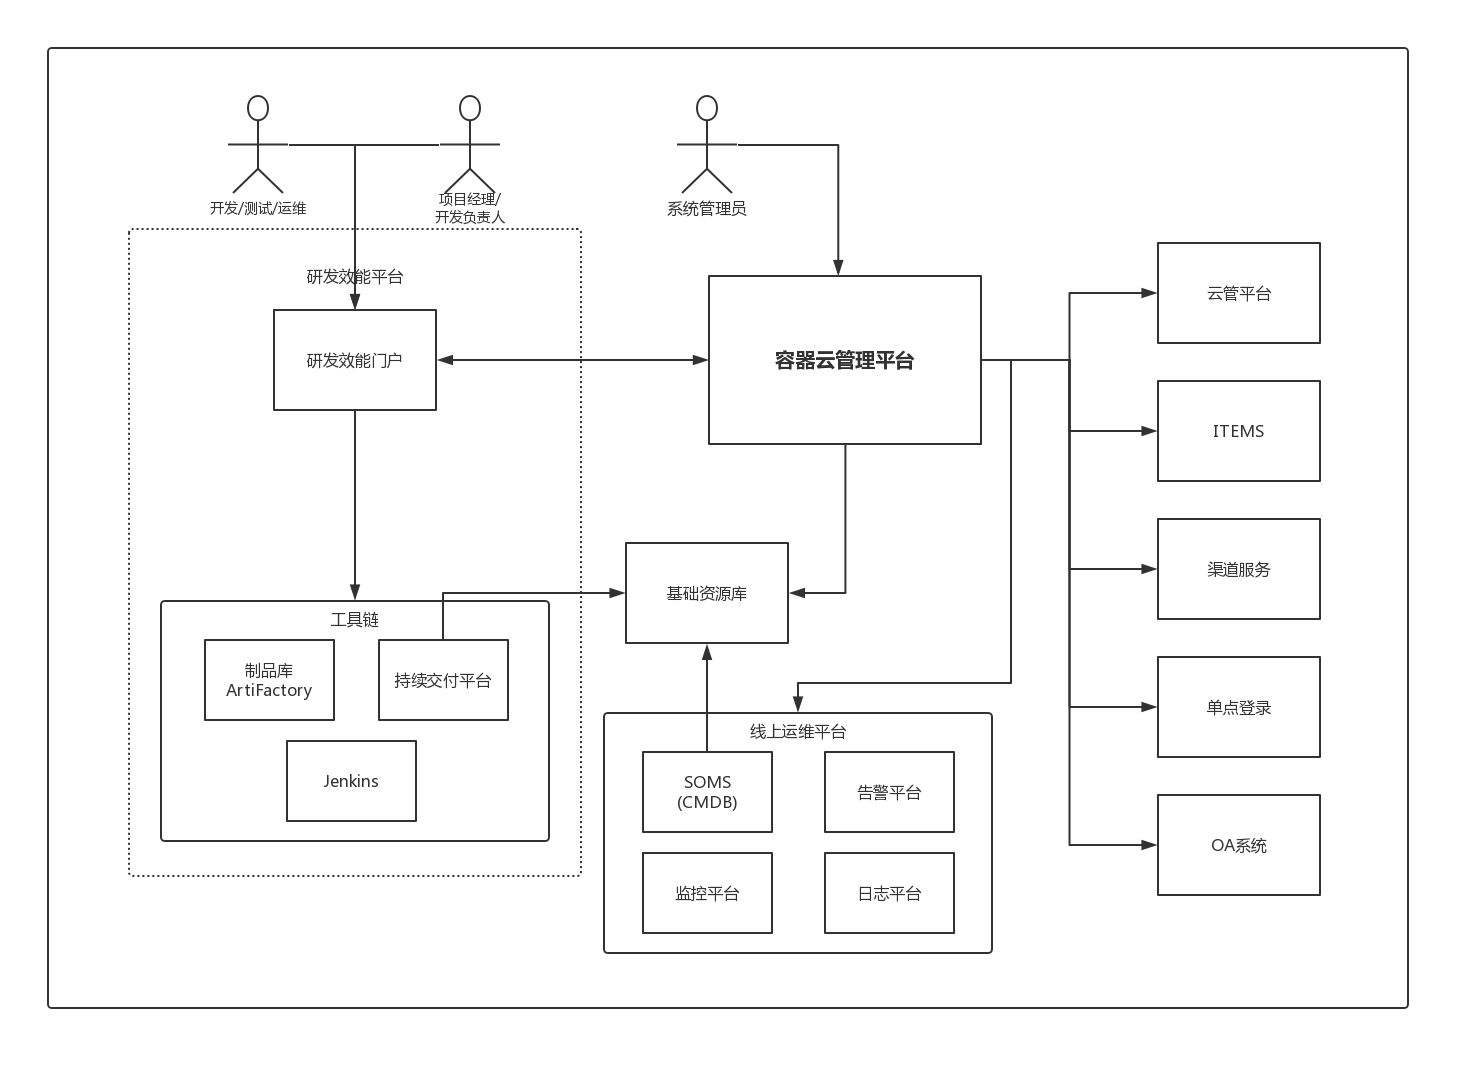 开发/测试/运维
项目经理/
开发负责人
系统管理员
研发效能平台
研发效能门户
容器云管理平台
云管平台
ITEMS
渠道服务
单点登录
OA系统
基础资源库
工具链
制品库
ArtiFactory
持续交付平台
Jenkins
线上运维平台
SOMS
(CMDB)
告警平台
监控平台
日志平台